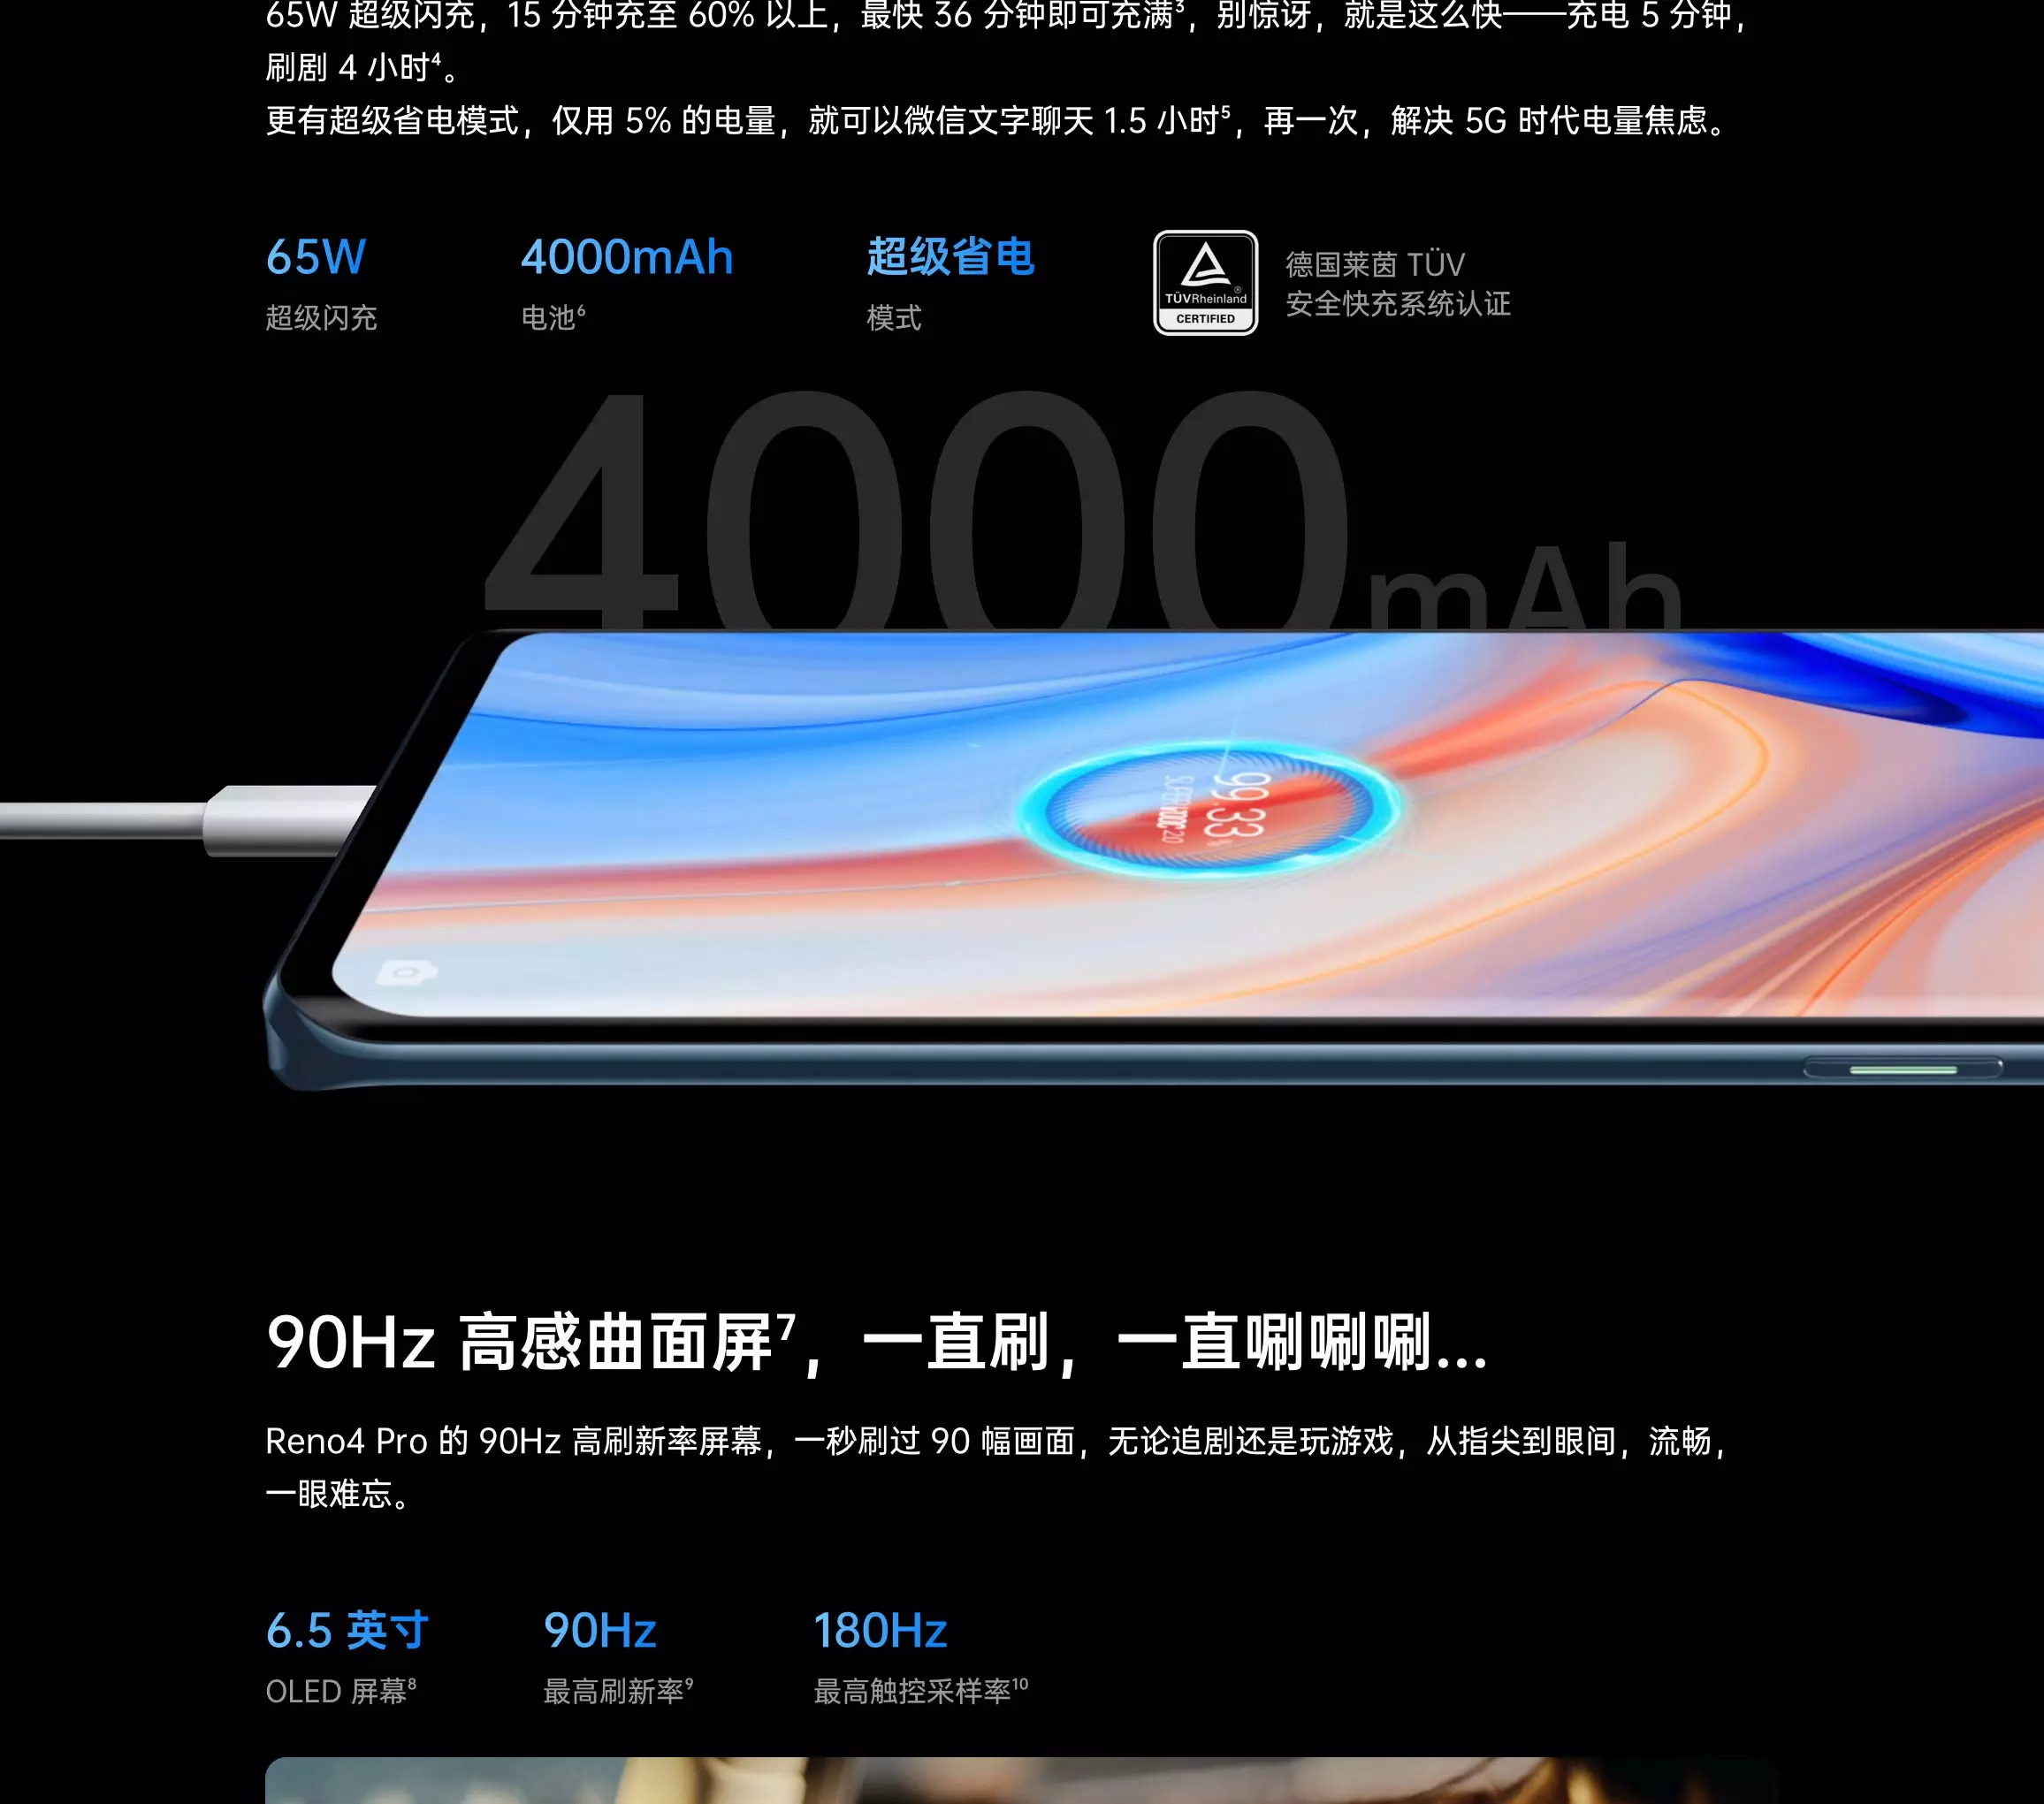 65W 超级闪充，15 分钟充至 60% 以上，最快 36 分钟即可充满³，别惊讶，就是这么快——充电 5 分钟，
刷剧 4 小时⁴。
更有超级省电模式，仅用 5% 的电量，就可以微信文字聊天 1.5 小时⁵，再一次，解决 5G 时代电量焦虑。
65W
超级闪充
4000mAh
电池⁶
超级省电
模式
TÜVRheinland®
CERTIFIED
德国莱茵 TÜV
安全快充系统认证
4000mAh
99.33%
SUPERVOOC 2.0
90Hz 高感曲面屏⁷，一直刷，一直唰唰唰...
Reno4 Pro 的 90Hz 高刷新率屏幕，一秒刷过 90 幅画面，无论追剧还是玩游戏，从指尖到眼间，流畅，
一眼难忘。
6.5 英寸
OLED 屏幕⁸
90Hz
最高刷新率⁹
180Hz
最高触控采样率¹⁰